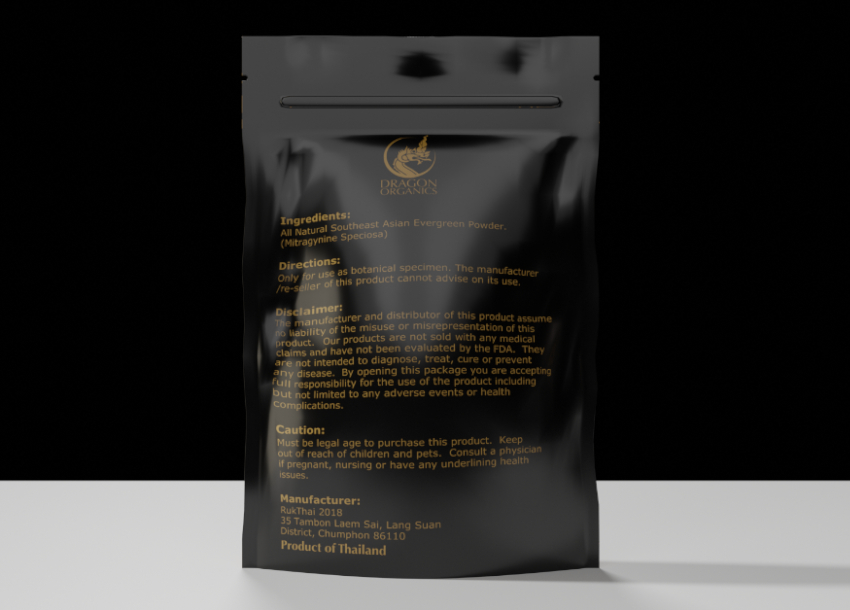 DRAGON
ORGANICS
Ingredients:
All Natural Southeast Asian Evergreen Powder.
(Mitragynine Speciosa)
Directions:
Only for use as botanical specimen. The manufacturer
/re-seller of this product cannot advise on its use.
Disclaimer:
The manufacturer and distributor of this product assume
no liability of the misuse or misrepresentation of this
product. Our products are not sold with any medical
claims and have not been evaluated by the FDA. They
are not intended to diagnose, treat, cure or prevent
any disease. By opening this package you are accepting
full responsibility for the use of the product including
but not limited to any adverse events or health
complications.
Caution:
Must be legal age to purchase this product. Keep
out of reach of children and pets. Consult a physician
if pregnant, nursing or have any underlining health
issues.
Manufacturer:
RukThai 2018
35 Tambon Laem Sai, Lang Suan
District, Chumphon 86110
Product of Thailand